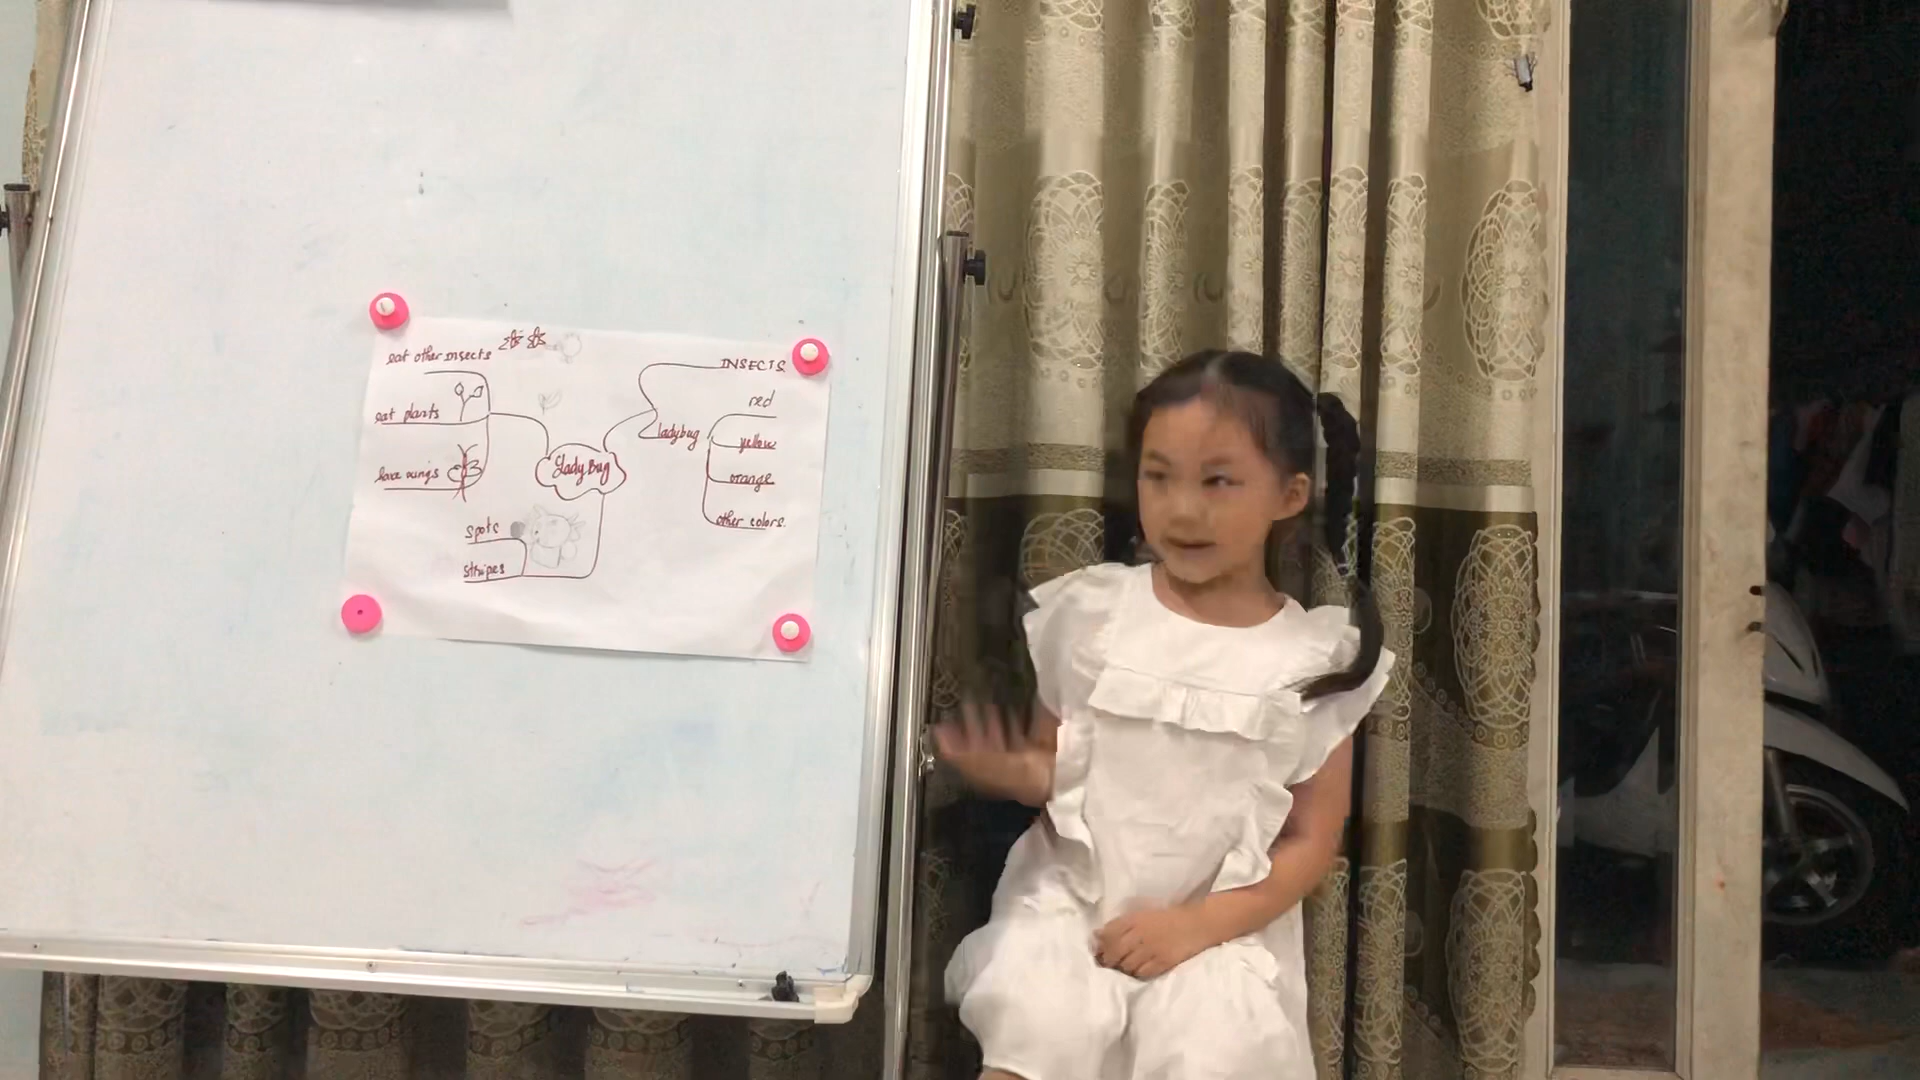 eat other insects
eat plants
have wings
Lady Bug
spots
stripes
INSECTS
ladybug
red
yellow
orange
other colors.